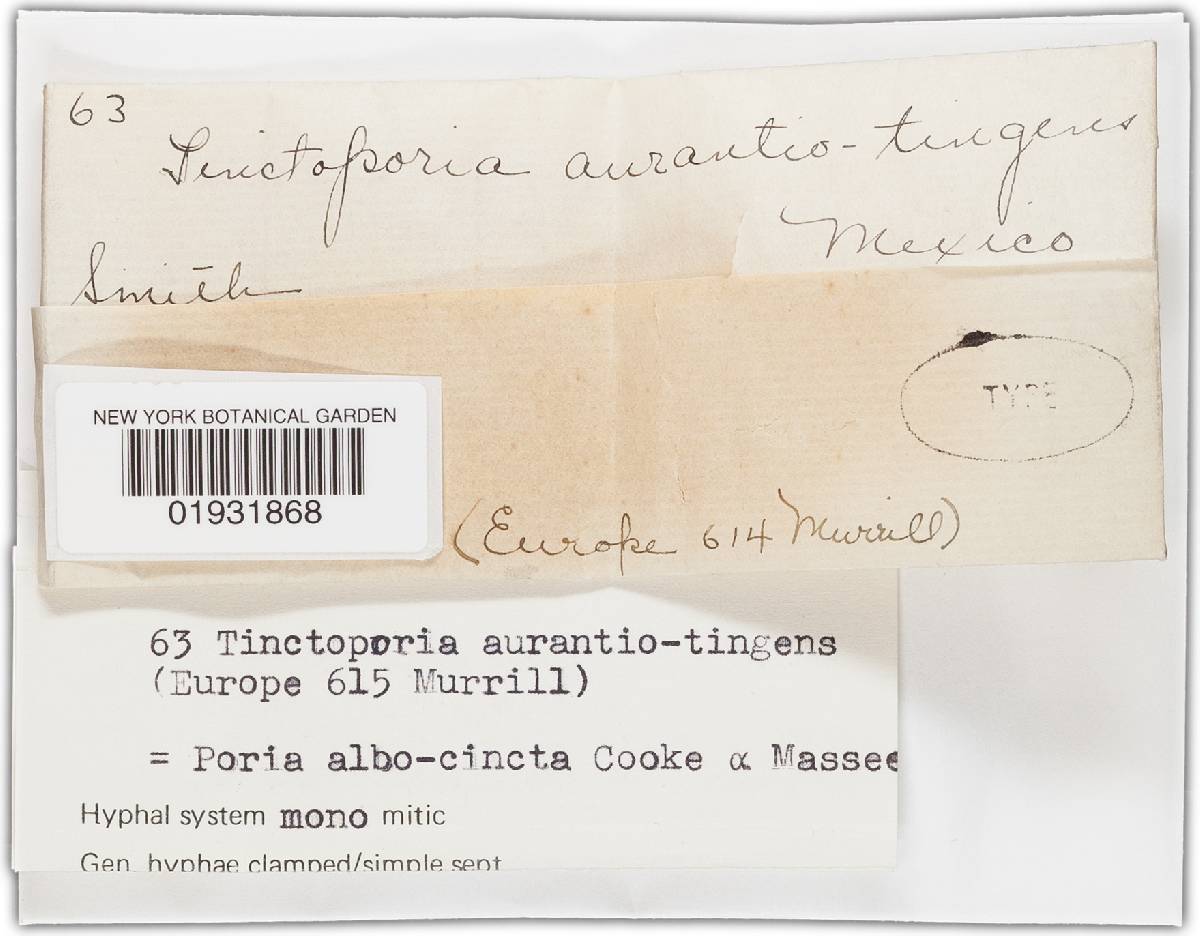 63
Tinctoporia aurantio-tingens
Mexico
Smith
TYPE
NEW YORK BOTANICAL GARDEN
01931868
(Europe 614 Murrill)
63 Tinctoporia aurantio-tingens
(Europe 615 Murrill)
= Poria albo-cincta Cooke α Massee
Hyphal system mono mitic
Gen. hyphae clamped/simple sept